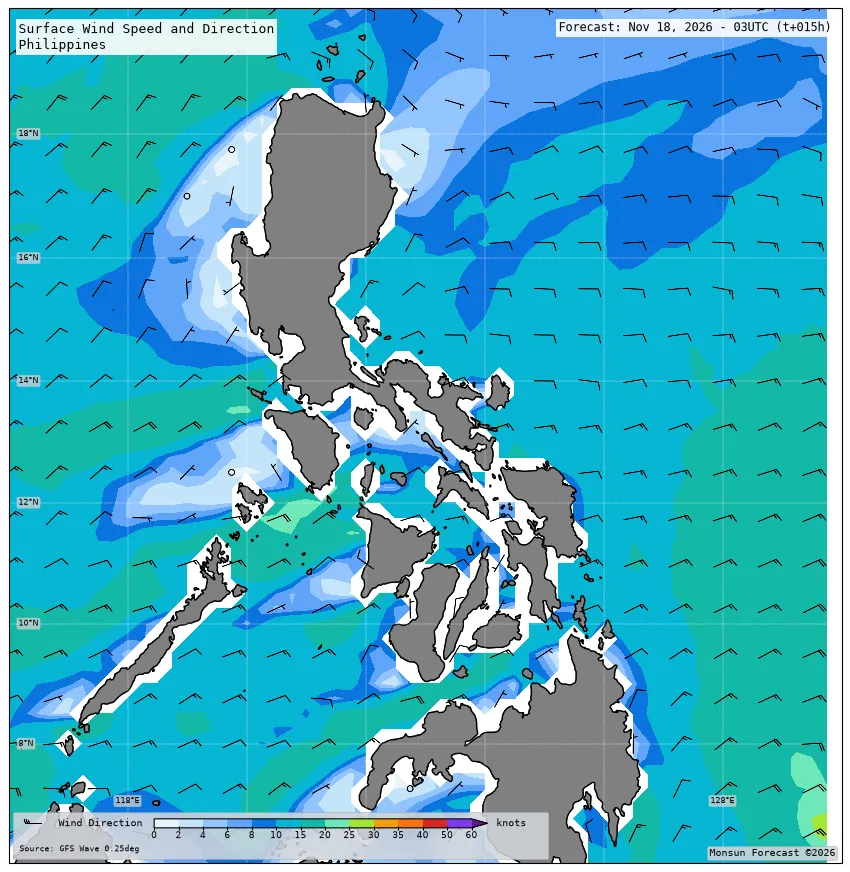 Surface Wind Speed and Direction
Philippines
Forecast: Nov 18, 2026 - 03UTC (t+015h)
18°N
16°N
14°N
12°N
10°N
8°N
118°E
128°E
Wind Direction
0 2 4 6 8 10 15 20 25 30 35 40 50 60
knots
Source: GFS Wave 0.25deg
Monsun Forecast ©2026